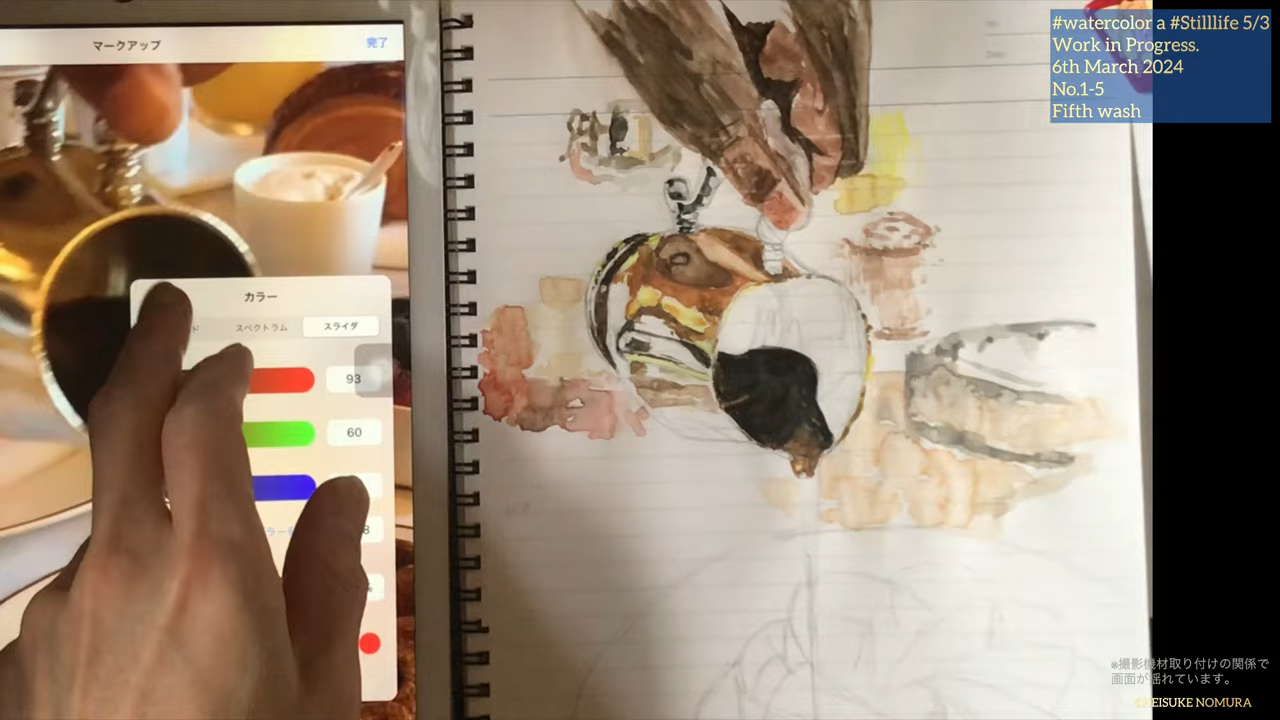 マークアップ
完了
#watercolor a #Stilllife 5/3
Work in Progress.
6th March 2024
No.1-5
Fifth wash
カラー
ド
スペクトラム
スライダ
93
60
※撮影機材取り付けの関係で
画面が揺れています。
KEISUKE NOMURA